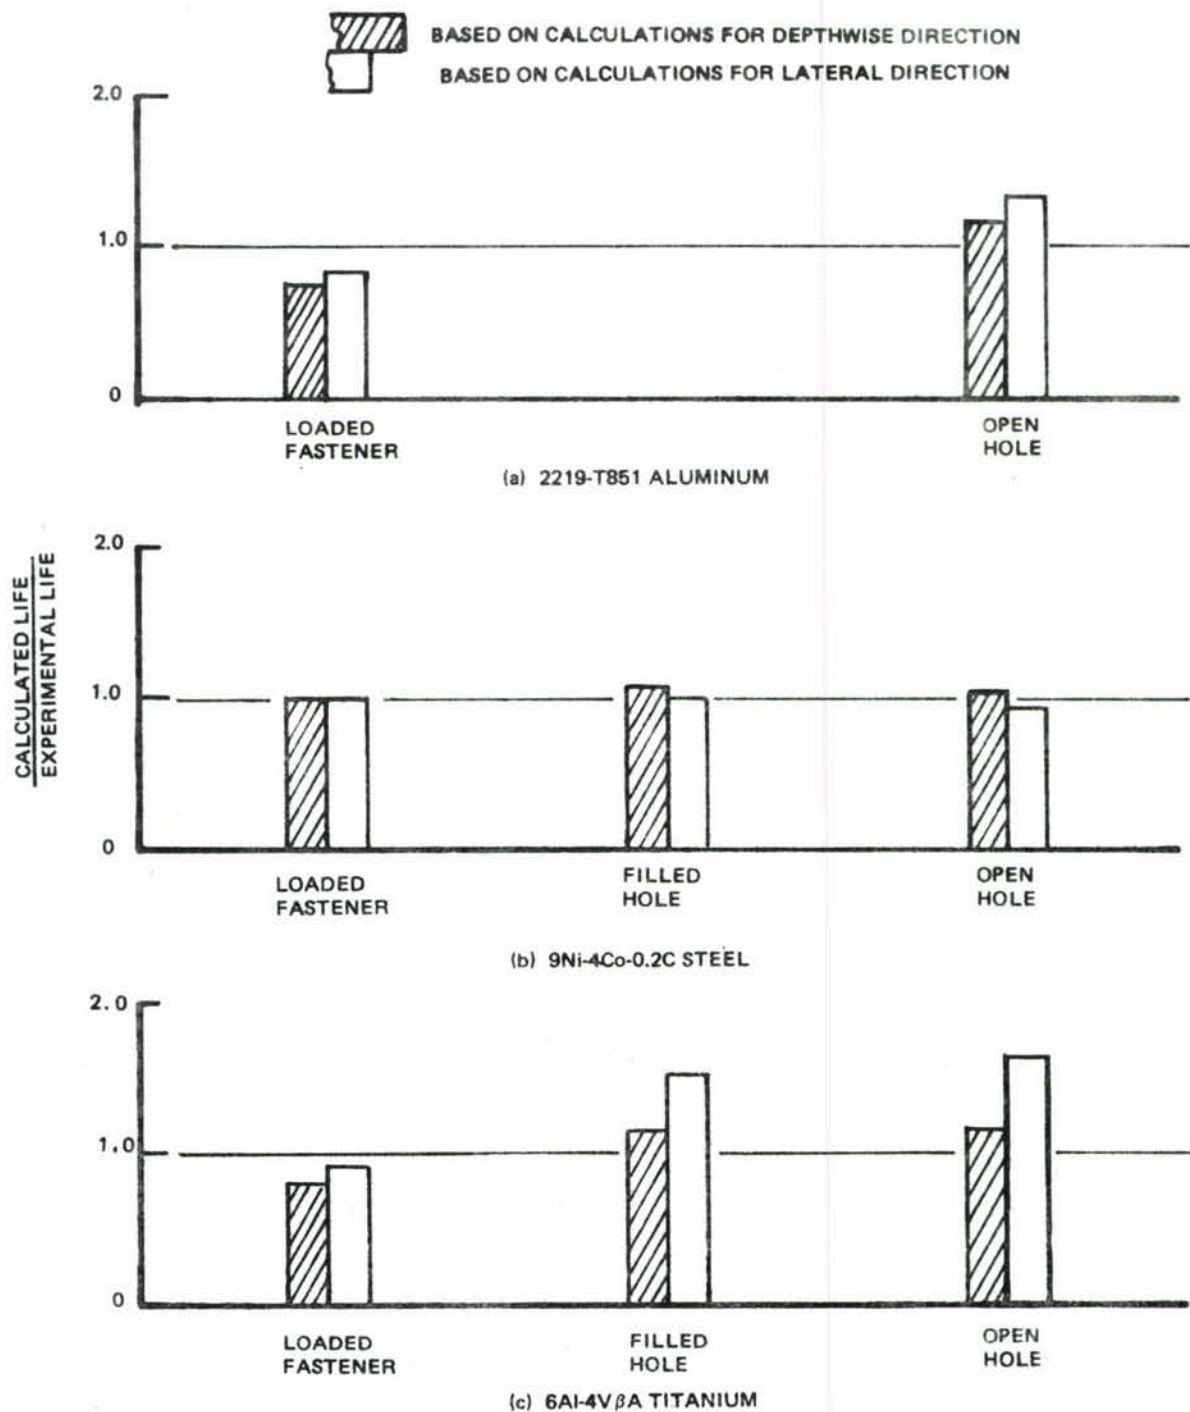 BASED ON CALCULATIONS FOR DEPTHWISE DIRECTION
BASED ON CALCULATIONS FOR LATERAL DIRECTION
2.0
1.0
0
LOADED
FASTENER
OPEN
HOLE
(a) 2219-T851 ALUMINUM
CALCULATED LIFE
EXPERIMENTAL LIFE
2.0
1.0
0
LOADED
FASTENER
FILLED
HOLE
OPEN
HOLE
(b) 9Ni-4Co-0.2C STEEL
2.0
1.0
0
LOADED
FASTENER
FILLED
HOLE
OPEN
HOLE
(c) 6Al-4VβA TITANIUM